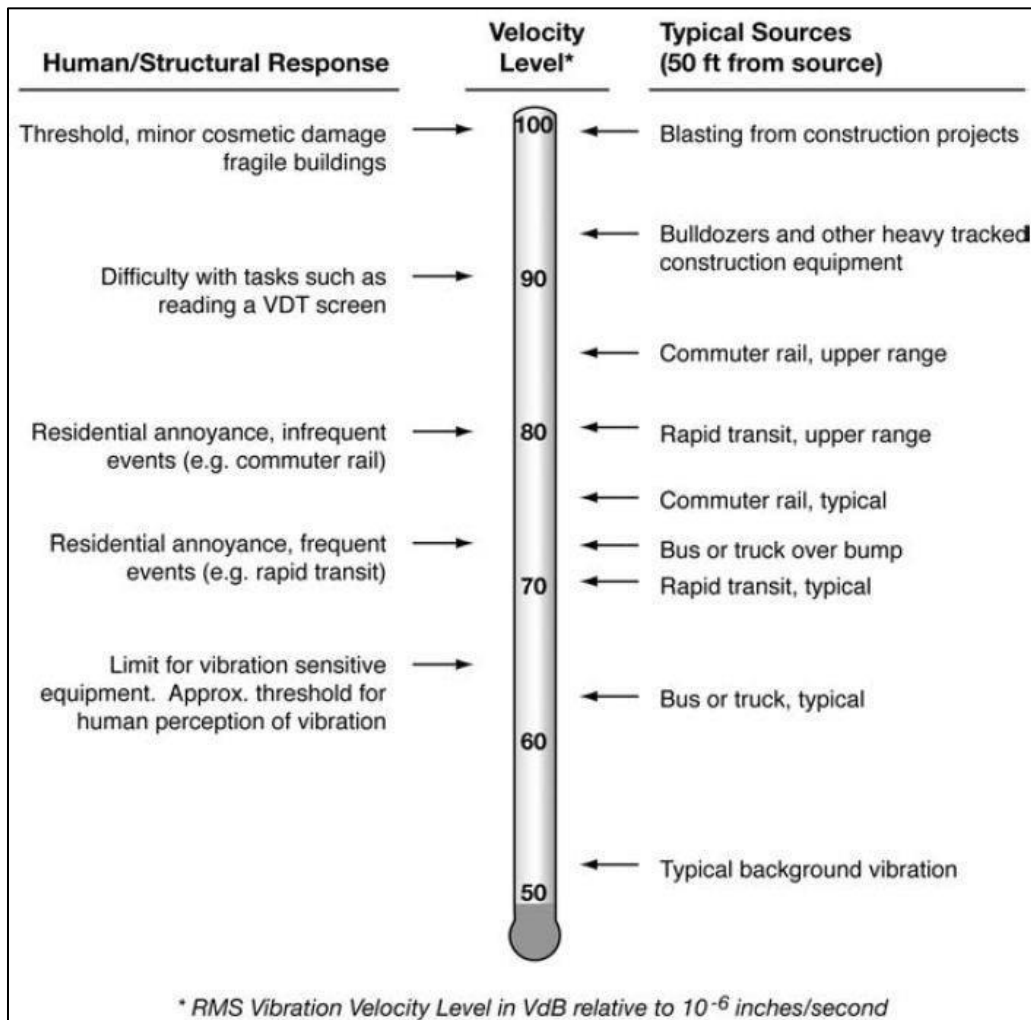 Human/Structural Response
Velocity
Level*
Typical Sources
(50 ft from source)
Threshold, minor cosmetic damage
fragile buildings
Difficulty with tasks such as
reading a VDT screen
Residential annoyance, infrequent
events (e.g. commuter rail)
Residential annoyance, frequent
events (e.g. rapid transit)
Limit for vibration sensitive
equipment. Approx. threshold for
human perception of vibration
100
90
80
70
60
50
Blasting from construction projects
Bulldozers and other heavy tracked
construction equipment
Commuter rail, upper range
Rapid transit, upper range
Commuter rail, typical
Bus or truck over bump
Rapid transit, typical
Bus or truck, typical
Typical background vibration
* RMS Vibration Velocity Level in VdB relative to 10⁻⁶ inches/second